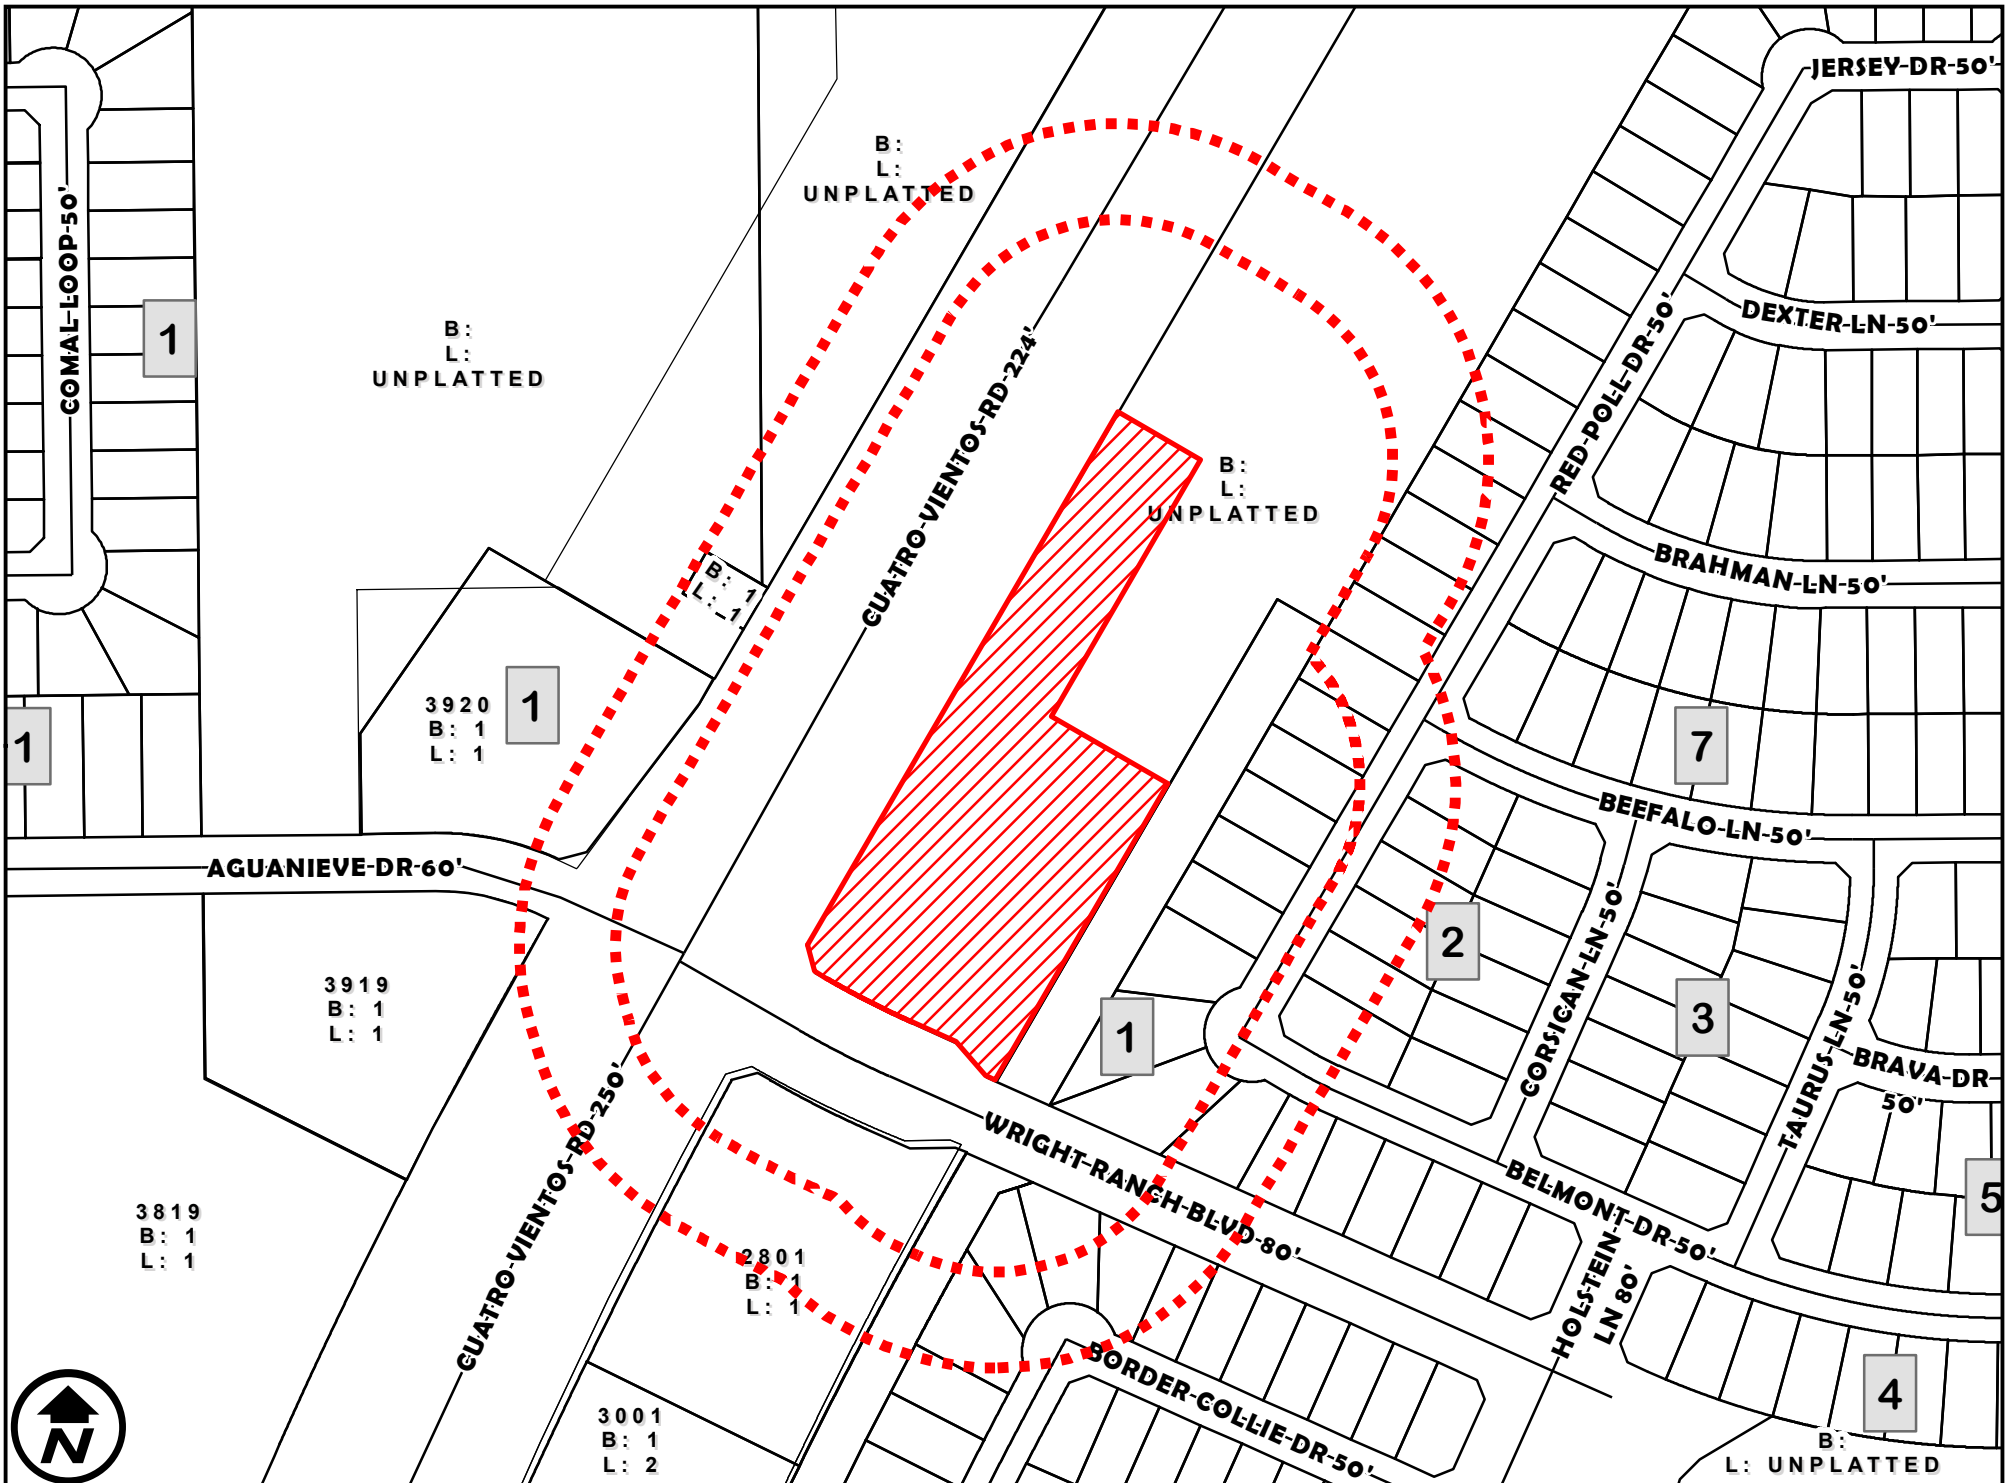 JERSEY-DR-50'
B:
L:
UNPLATTED
COMAL-LOOP-50'
1
B:
L:
UNPLATTED
DEXTER-LN-50'
RED-POLL-DR-50'
CUATRO-VIENTOS-RD-224'
B:
L:
UNPLATTED
BRAHMAN-LN-50'
B: 1
L: 1
3920
B: 1
L: 1
1
1
7
BEEFALO-LN-50'
AGUANIEVE-DR-60'
2
CORSICAN-LN-50'
3919
B: 1
L: 1
1
3
TAURUS-LN-50'
BRAVA-DR
50'
CUATRO-VIENTOS-RD-250'
WRIGHT-RANCH-BLVD-80'
BELMONT-DR-50'
5
3819
B: 1
L: 1
2801
B: 1
L: 1
HOLSTEIN
LN 80'
BORDER-COLLIE-DR-50'
4
3001
B: 1
L: 2
B:
L: UNPLATTED
N